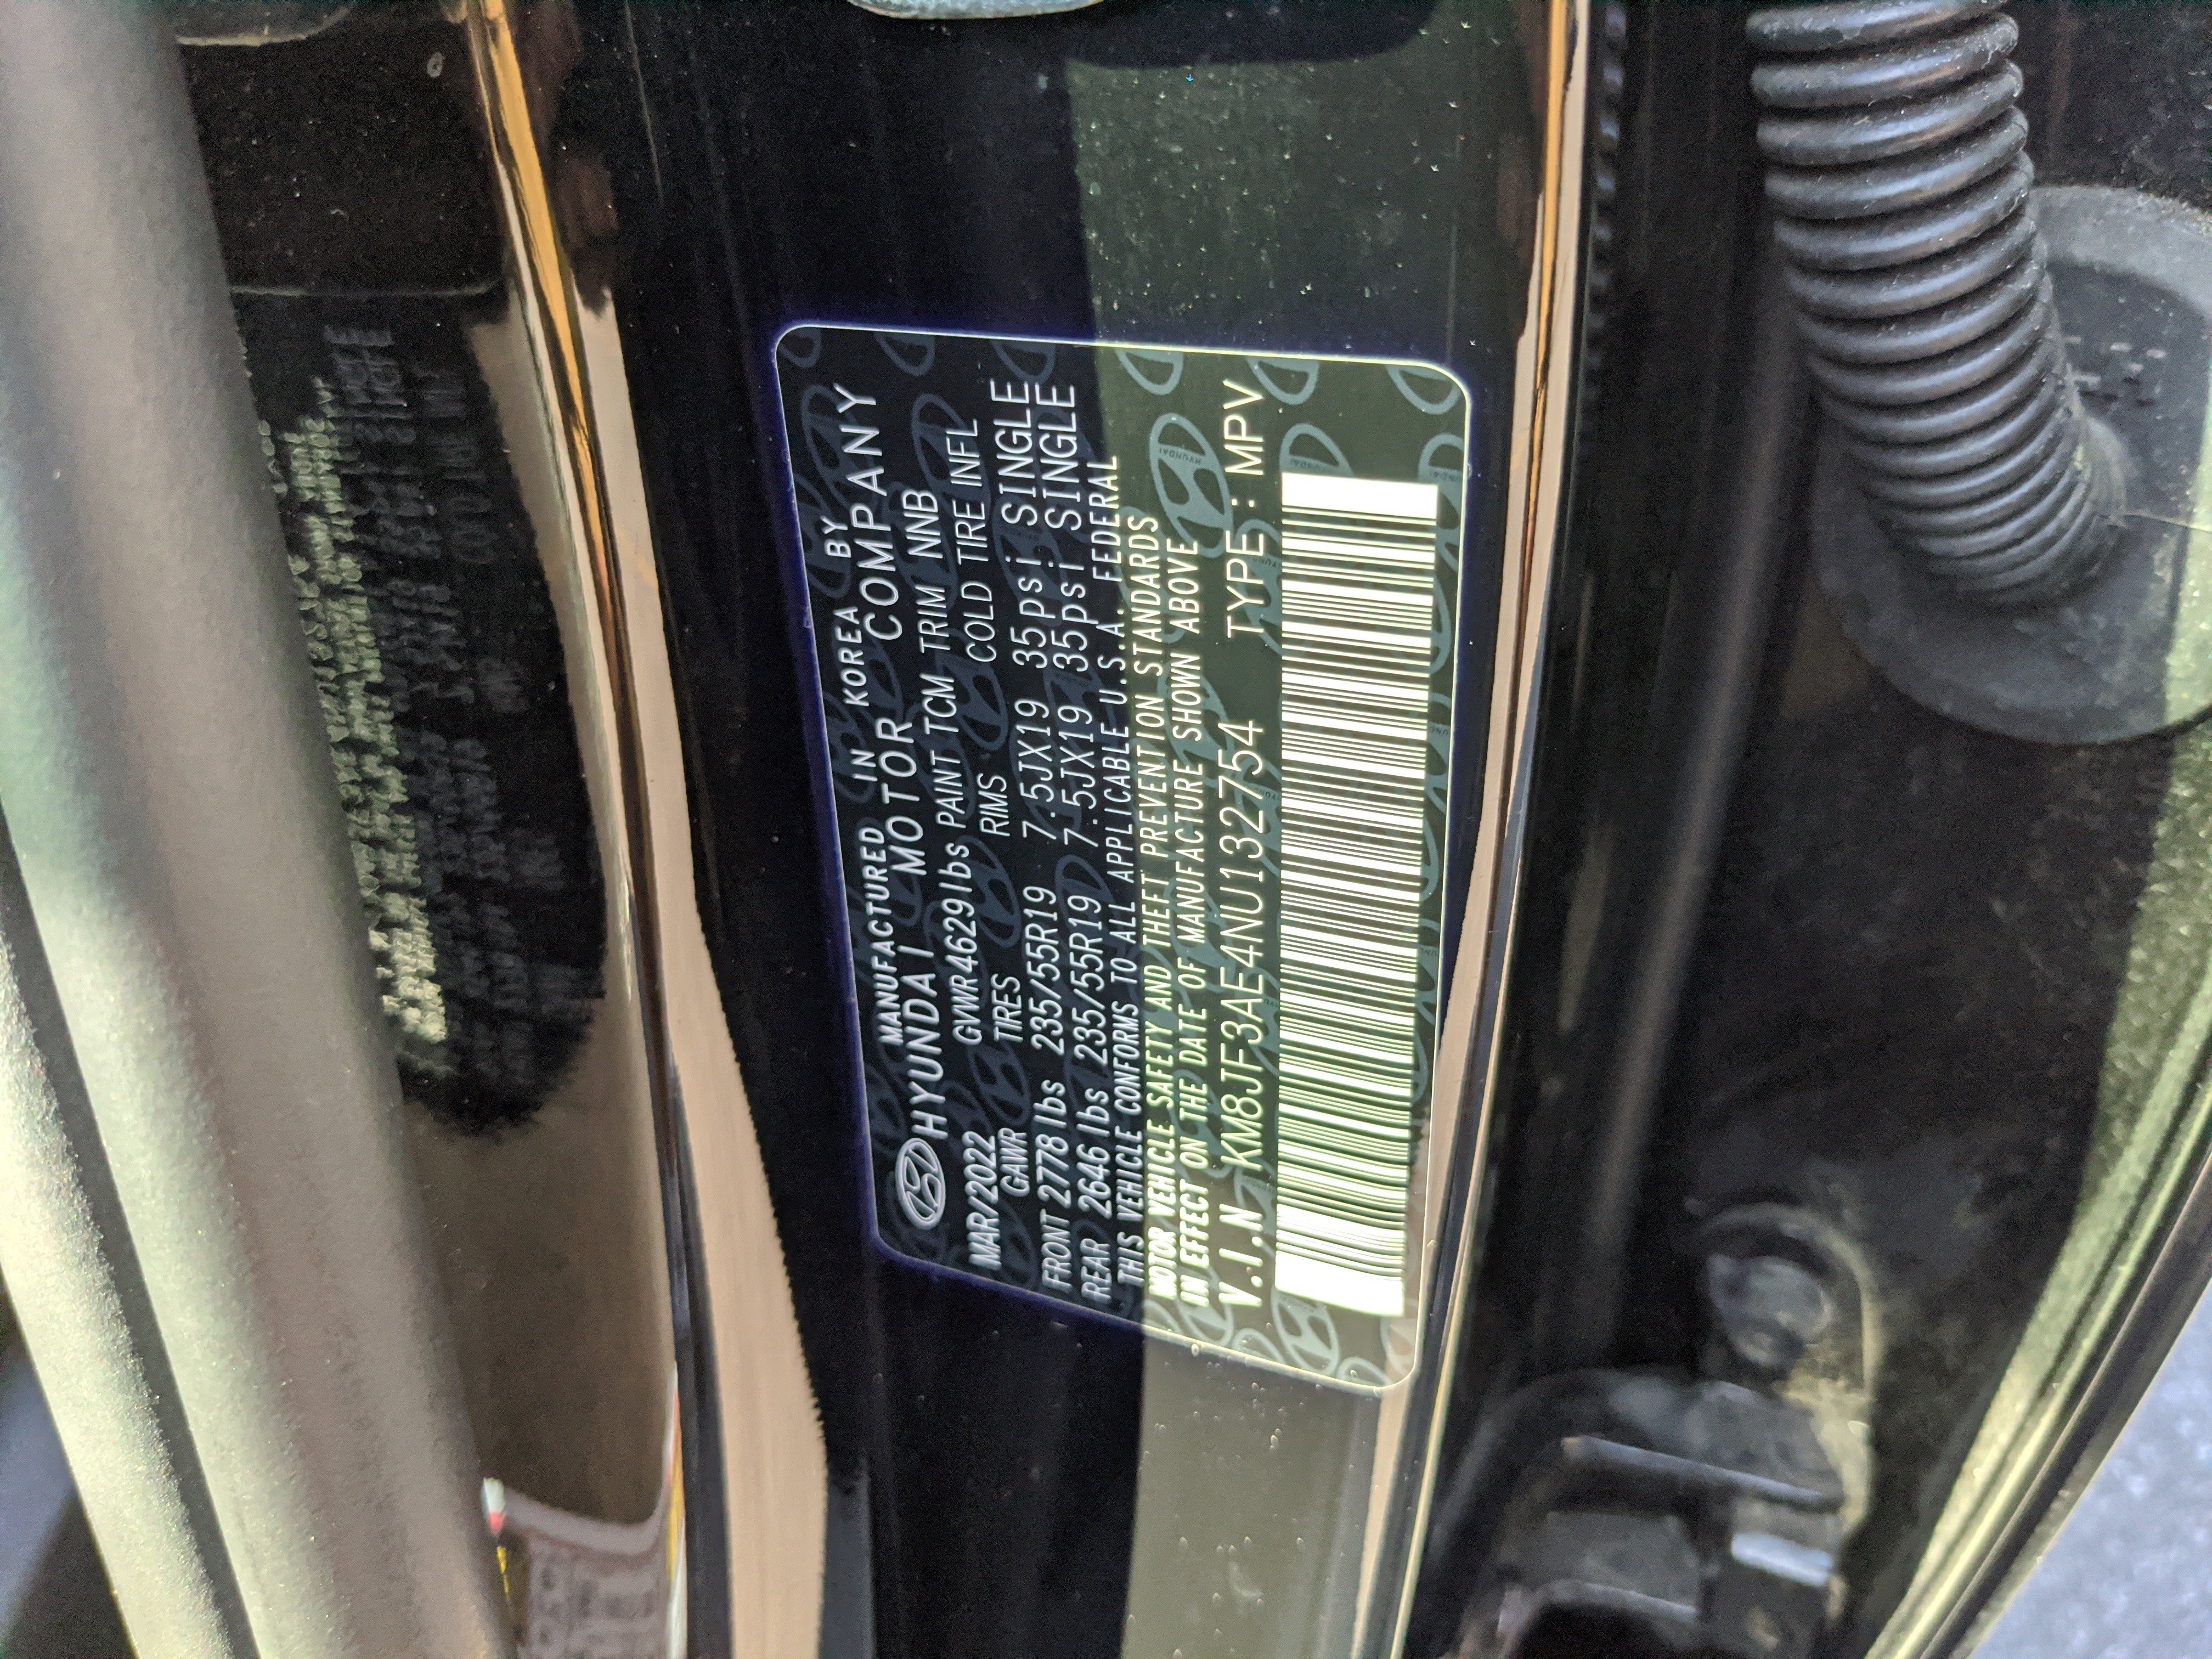 MANUFACTURED IN KOREA BY
HYUNDAI MOTOR COMPANY
MAR/2022 GVWR4629lbs PAINT TCM TRIM NNB
GAWR TIRES RIMS COLD TIRE INFL
FRONT 2778 lbs 235/55R19 7.5JX19 35psi SINGLE
REAR 2646 lbs 235/55R19 7.5JX19 35psi SINGLE
THIS VEHICLE CONFORMS TO ALL APPLICABLE U.S.A. FEDERAL
MOTOR VEHICLE SAFETY AND THEFT PREVENTION STANDARDS
IN EFFECT ON THE DATE OF MANUFACTURE SHOWN ABOVE
V.I.N KM8JF3AE4NU132754 TYPE : MPV